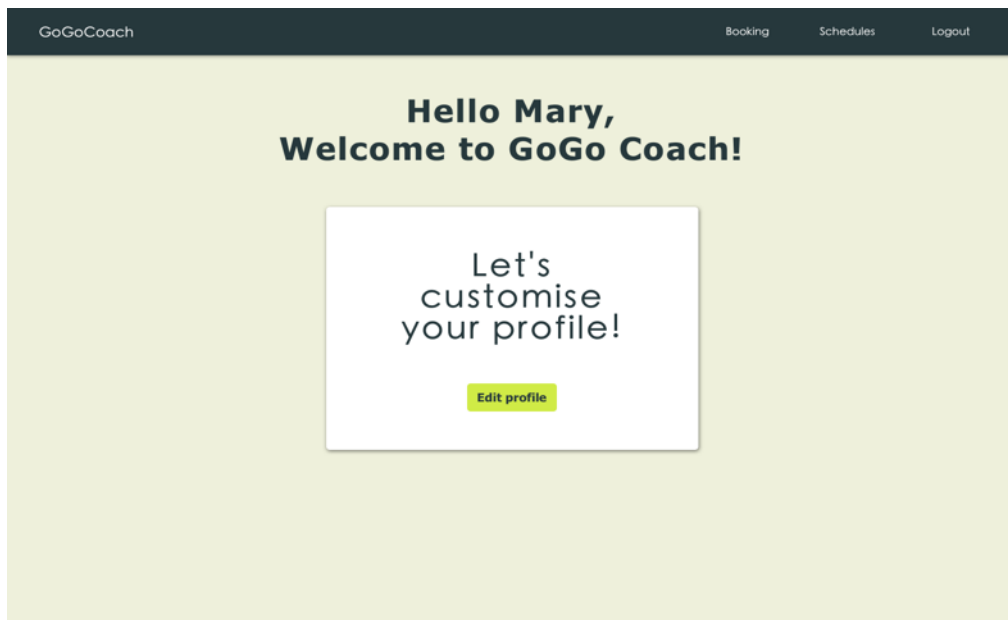 GoGoCoach
Booking
Schedules
Logout
Hello Mary,
Welcome to GoGo Coach!
Let's
customise
your profile!
Edit profile